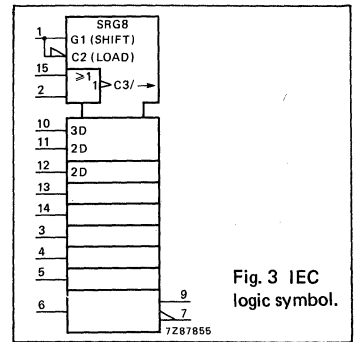 SRG8
1 G1 (SHIFT)
C2 (LOAD)
15 ≥1
1 C3/
2
10 3D
11 2D
12 2D
13
14
3
4
5
6
9
7
Fig. 3 IEC
logic symbol.
7Z87855